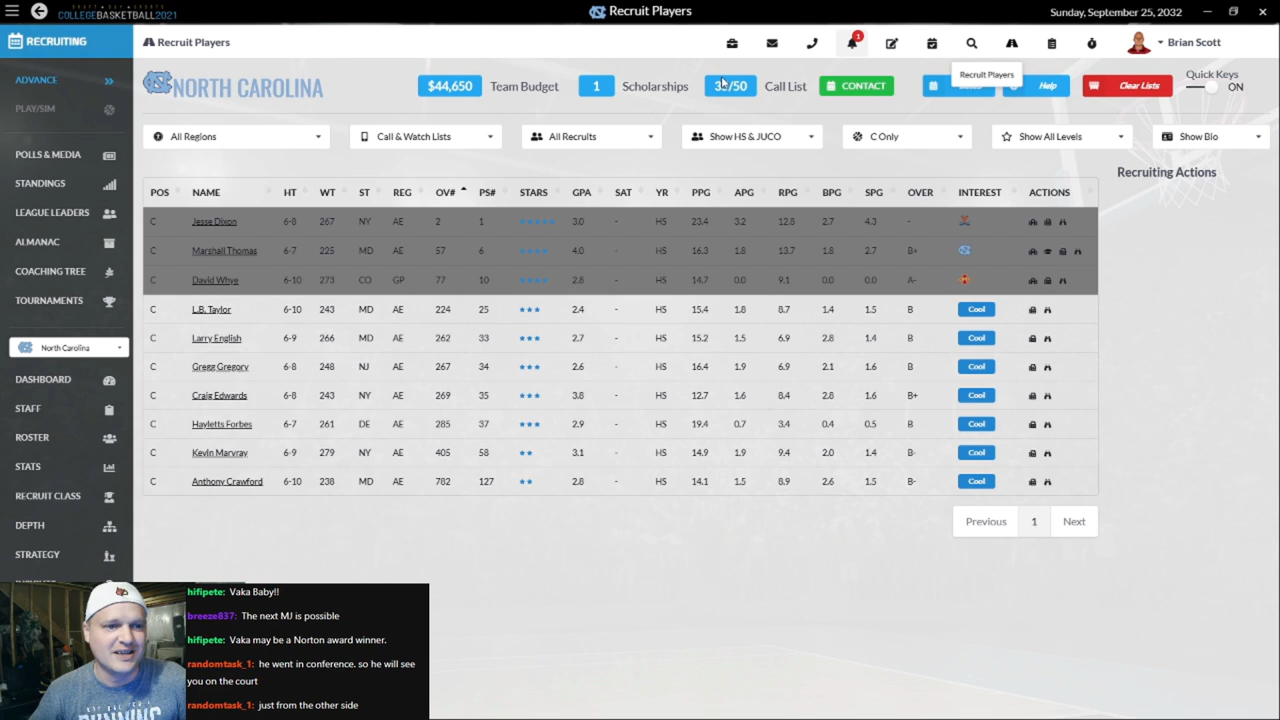 DRAFT DAY SPORTS
COLLEGEBASKETBALL2021
Recruit Players
Sunday, September 25, 2032
RECRUITING
Recruit Players
1
Brian Scott
ADVANCE
PLAY/SIM
POLLS & MEDIA
STANDINGS
LEAGUE LEADERS
ALMANAC
COACHING TREE
TOURNAMENTS
North Carolina
DASHBOARD
STAFF
ROSTER
STATS
RECRUIT CLASS
DEPTH
STRATEGY
NORTH CAROLINA
$44,650 Team Budget 1 Scholarships /50 Call List CONTACT Recruit Players Help Clear Lists Quick Keys ON
All Regions Call & Watch Lists All Recruits Show HS & JUCO C Only Show All Levels Show Bio
Recruiting Actions
POS NAME HT WT ST REG OV# PS# STARS GPA SAT YR PPG APG RPG BPG SPG OVER INTEREST ACTIONS
C Jesse Dixon 6-8 267 NY AE 2 1 3.0 - HS 23.4 3.2 12.8 2.7 4.3
C Marshall Thomas 6-7 225 MD AE 57 6 4.0 - HS 16.3 1.8 13.7 1.8 2.7 B+
C David Whye 6-10 273 CO GP 77 10 2.8 - HS 14.7 0.0 9.1 0.0 0.0 A-
C L.B. Taylor 6-10 243 MD AE 224 25 2.4 - HS 15.4 1.8 8.7 1.4 1.5 B Cool
C Larry English 6-9 266 MD AE 262 33 2.7 - HS 15.2 1.5 6.9 2.8 1.4 B Cool
C Gregg Gregory 6-8 248 NJ AE 267 34 2.6 - HS 16.4 1.9 6.9 2.1 1.6 B Cool
C Craig Edwards 6-8 243 NY AE 269 35 3.8 - HS 12.7 1.6 8.4 2.8 1.6 B+ Cool
C Hayletts Forbes 6-7 261 DE AE 285 37 2.9 - HS 19.4 0.7 3.4 0.4 0.5 B Cool
C Kevin Marvray 6-9 279 NY AE 405 58 3.1 - HS 14.0 1.9 9.4 2.0 1.4 B- Cool
C Anthony Crawford 6-10 238 MD AE 782 127 2.8 - HS 14.1 1.5 8.9 2.6 1.5 B- Cool
Previous 1 Next
hifipete: Vaka Baby!!
breeze837: The next MJ is possible
hifipete: Vaka may be a Norton award winner.
randomtask_1: he went in conference. so he will see
you on the court
randomtask_1: just from the other side
RUNNING